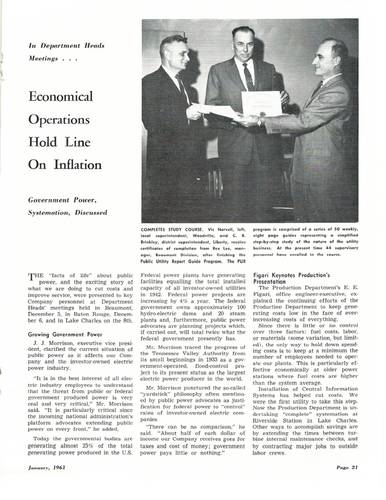 In Department Heads
Meetings . . .
Economical
Operations
Hold Line
On Inflation
Government Power,
Systemation, Discussed
COMPLETES STUDY COURSE. Vic Norvell, left,
local superintendent, Woodville, and C. R.
Brinkley, district superintendent, Liberty, receive
certificates of completion from Rex Lee, man-
ager, Beaumont Division, after finishing the
Public Utility Report Guide Program. The PUR
program is comprised of a series of 50 weekly,
eight page guides representing a simplified
step-by-step study of the nature of the utility
business. At the present time 44 supervisory
personnel have enrolled in the course.
THE "facts of life" about public
power, and the exciting story of
what we are doing to cut costs and
improve service, were presented to key
Company personnel at Department
Heads' meetings held in Beaumont,
December 5, in Baton Rouge, Decem-
ber 6, and in Lake Charles on the 8th.
Growing Government Power
J. J. Morrison, executive vice presi-
dent, clarified the current situation of
public power as it affects our Com-
pany and the investor-owned electric
power industry.
"It is in the best interest of all elec-
tric industry employees to understand
that the threat from public or federal
government produced power is very
real and very critical," Mr. Morrison
said. "It is particularly critical since
the incoming national administration's
platform advocates extending public
power on every front," he added.
Today the governmental bodies are
generating almost 25% of the total
generating power produced in the U.S.
Federal power plants have generating
facilities equalling the total installed
capacity of all investor-owned utilities
in 1942. Federal power projects are
increasing by 4% a year. The federal
government owns approximately 100
hydro-electric dams and 20 steam
plants and, furthermore, public power
advocates are planning projects which,
if carried out, will total twice what the
federal government presently has.
Mr. Morrison traced the progress of
the Tennessee Valley Authority from
its small beginnings in 1933 as a gov-
ernment-operated, flood-control pro-
ject to its present status as the largest
electric power producer in the world.
Mr. Morrison punctured the so-called
"yardstick" philosophy often mention-
ed by public power advocates as justi-
fication for federal power to "control"
rates of investor-owned electric com-
panies.
"There can be no comparison," he
said. "About half of each dollar of
income our Company receives goes for
taxes and cost of money; government
power pays little or nothing."
Figari Keynotes Production's
Presentation
The Production Department's E. E.
Figari, office engineer-executive, ex-
plained the continuing efforts of the
Production Department to keep gene-
rating costs low in the face of ever-
increasing costs of everything.
Since there is little or no control
over three factors: fuel costs, labor,
or materials (some variation, but limit-
ed), the only way to hold down spend-
ing costs is to keep at a minimum the
number of employees needed to oper-
ate our plants. This is particularly ef-
fective economically at older power
stations where fuel costs are higher
than the system average.
Installation of Central Information
Systems has helped cut costs. We
were the first utility to take this step.
Now the Production Department is un-
dertaking "complete" systemation at
Riverside Station in Lake Charles.
Other ways to accomplish savings are
by extending the times between tur-
bine internal maintenance checks, and
by contracting major jobs to outside
labor crews.
January, 1961
Page 21